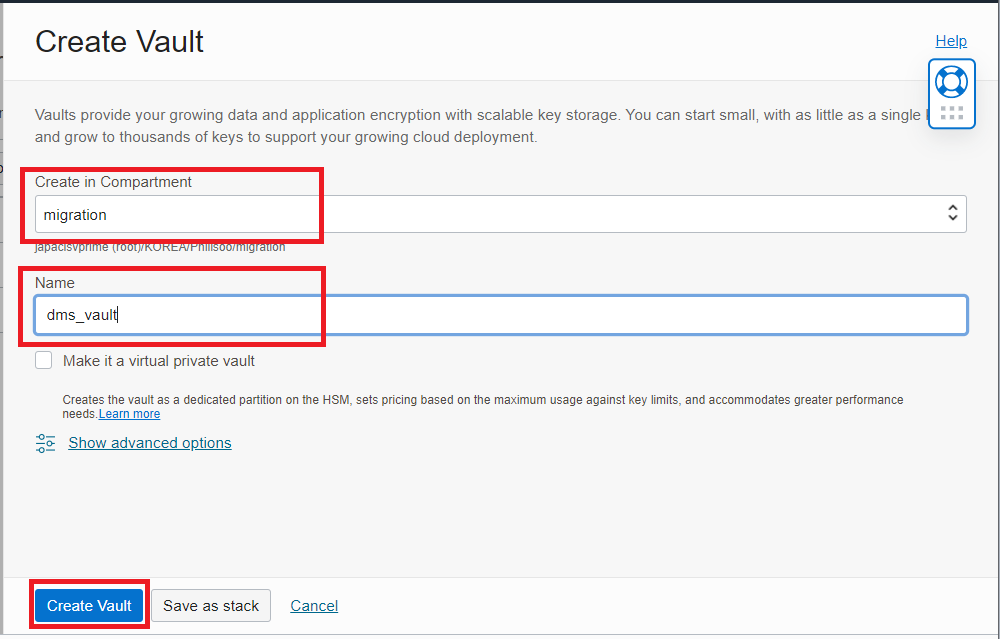 Create Vault
Help
Vaults provide your growing data and application encryption with scalable key storage. You can start small, with as little as a single
and grow to thousands of keys to support your growing cloud deployment.
Create in Compartment
migration
japacisvprime (root)/KOREA/Philsoo/migration
Name
dms_vault
Make it a virtual private vault
Creates the vault as a dedicated partition on the HSM, sets pricing based on the maximum usage against key limits, and accommodates greater performance
needs.Learn more
Show advanced options
Create Vault
Save as stack
Cancel